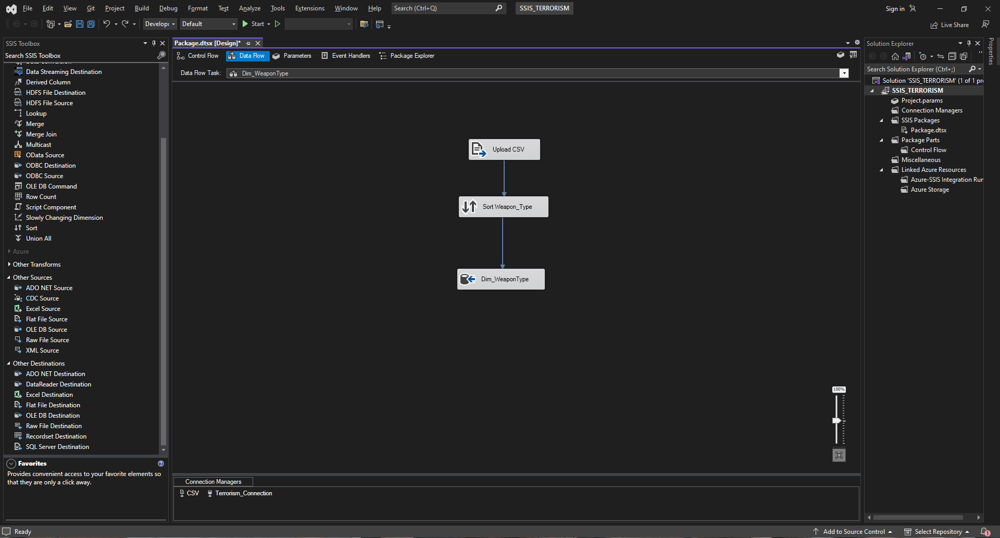 File Edit View Git Project Build Debug Format Test Analyze Tools Extensions Window Help Search (Ctrl+Q) SSIS_TERRORISM Sign in
Develop Default Start Live Share
SSIS Toolbox
Search SSIS Toolbox
Data Streaming Destination
Derived Column
HDFS File Destination
HDFS File Source
Lookup
Merge
Merge Join
Multicast
OData Source
ODBC Destination
ODBC Source
OLE DB Command
Row Count
Script Component
Slowly Changing Dimension
Sort
Union All
Azure
Other Transforms
Other Sources
ADO NET Source
CDC Source
Excel Source
Flat File Source
OLE DB Source
Raw File Source
XML Source
Other Destinations
ADO NET Destination
DataReader Destination
Excel Destination
Flat File Destination
OLE DB Destination
Raw File Destination
Recordset Destination
SQL Server Destination
Favorites
Provides convenient access to your favorite elements so
that they are only a click away.
Package.dtsx [Design]*
Control Flow Data Flow Parameters Event Handlers Package Explorer
Data Flow Task: Dim_WeaponType
Upload CSV
Sort Weapon_Type
Dim_WeaponType
100%
Connection Managers
CSV Terrorism_Connection
Solution Explorer
Search Solution Explorer (Ctrl+;)
Solution 'SSIS_TERRORISM' (1 of 1 pr
SSIS_TERRORISM
Project.params
Connection Managers
SSIS Packages
Package.dtsx
Package Parts
Control Flow
Miscellaneous
Linked Azure Resources
Azure-SSIS Integration Run
Azure Storage
Properties
Ready Add to Source Control Select Repository 1